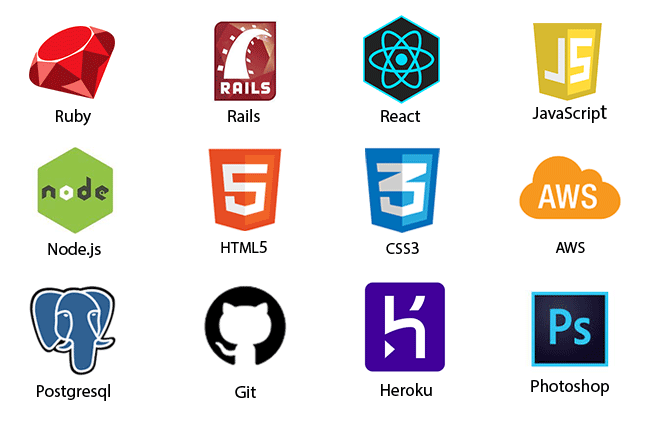 RAILS
JS
Ruby
Rails
React
JavaScript
node
5
3
AWS
Node.js
HTML5
CSS3
AWS
Ps
Postgresql
Git
Heroku
Photoshop